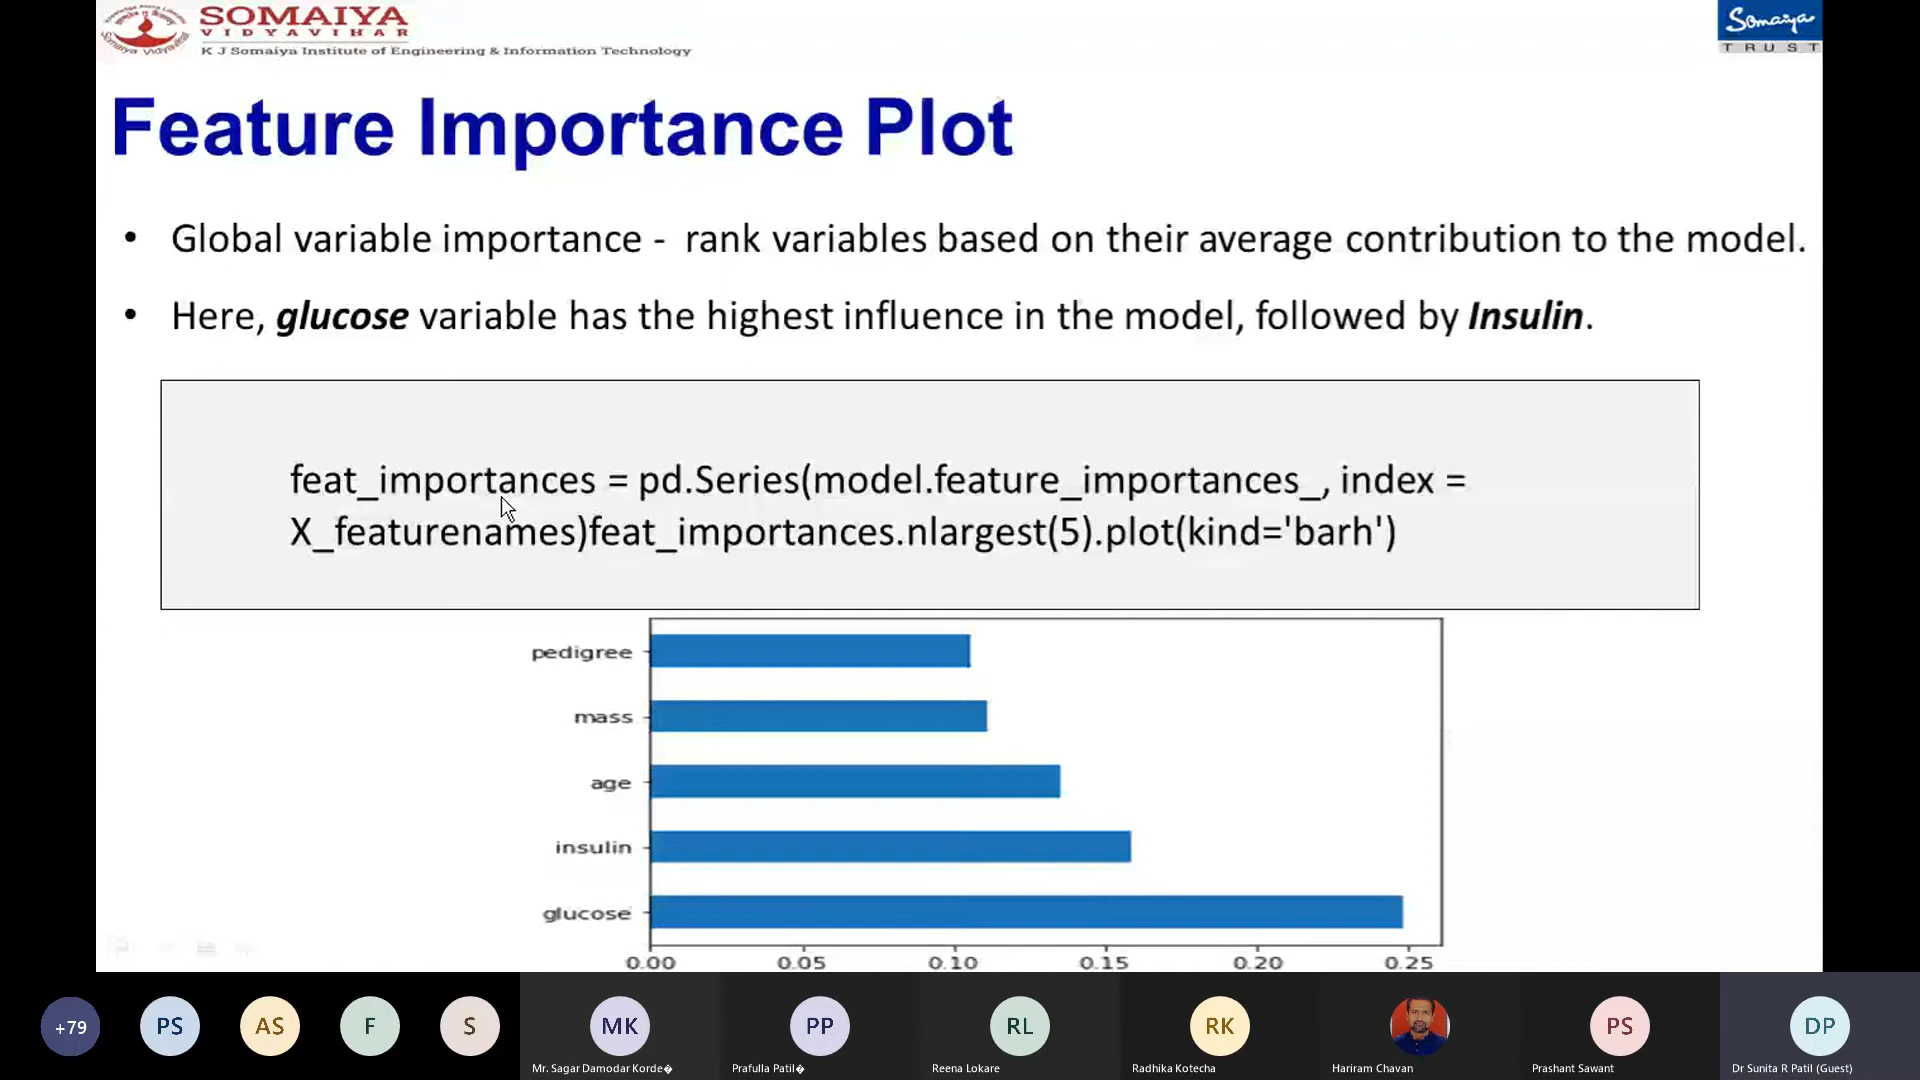 SOMAIYA
VIDYAVIHAR
K J Somaiya Institute of Engineering & Information Technology
Somaiya
TRUST
Feature Importance Plot
• Global variable importance - rank variables based on their average contribution to the model.
• Here, glucose variable has the highest influence in the model, followed by Insulin.
feat_importances = pd.Series(model.feature_importances_, index =
X_featurenames)feat_importances.nlargest(5).plot(kind='barh')
pedigree
mass
age
insulin
glucose
0.00 0.05 0.10 0.15 0.20 0.25
+79 PS AS F S MK PP RL RK PS DP
Mr. Sagar Damodar Korde� Prafulla Patil� Reena Lokare Radhika Kotecha Hariram Chavan Prashant Sawant Dr Sunita R Patil (Guest)